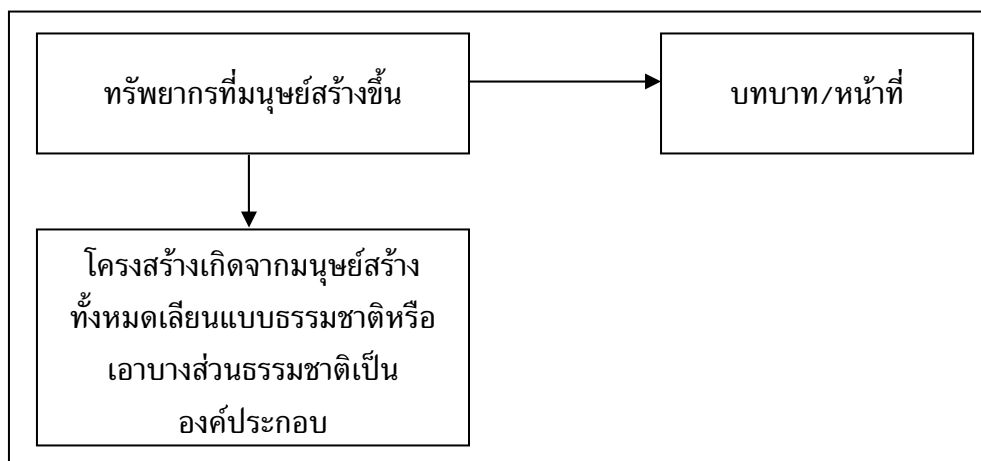 ทรัพยากรที่มนุษย์สร้างขึ้น
บทบาท/หน้าที่
โครงสร้างเกิดจากมนุษย์สร้าง
ทั้งหมดเลียนแบบธรรมชาติหรือ
เอาบางส่วนธรรมชาติเป็น
องค์ประกอบ